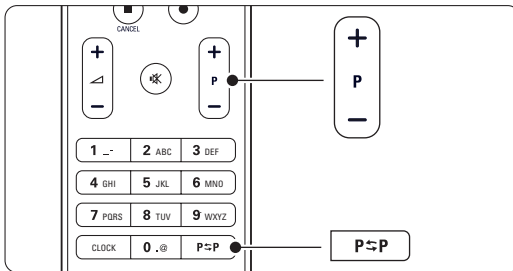 CANCEL
+ +
P
– –
+
P
–
1 _- 2 ABC 3 DEF
4 GHI 5 JKL 6 MNO
7 PQRS 8 TUV 9 WXYZ
CLOCK 0 .@ P⇆P
P⇆P